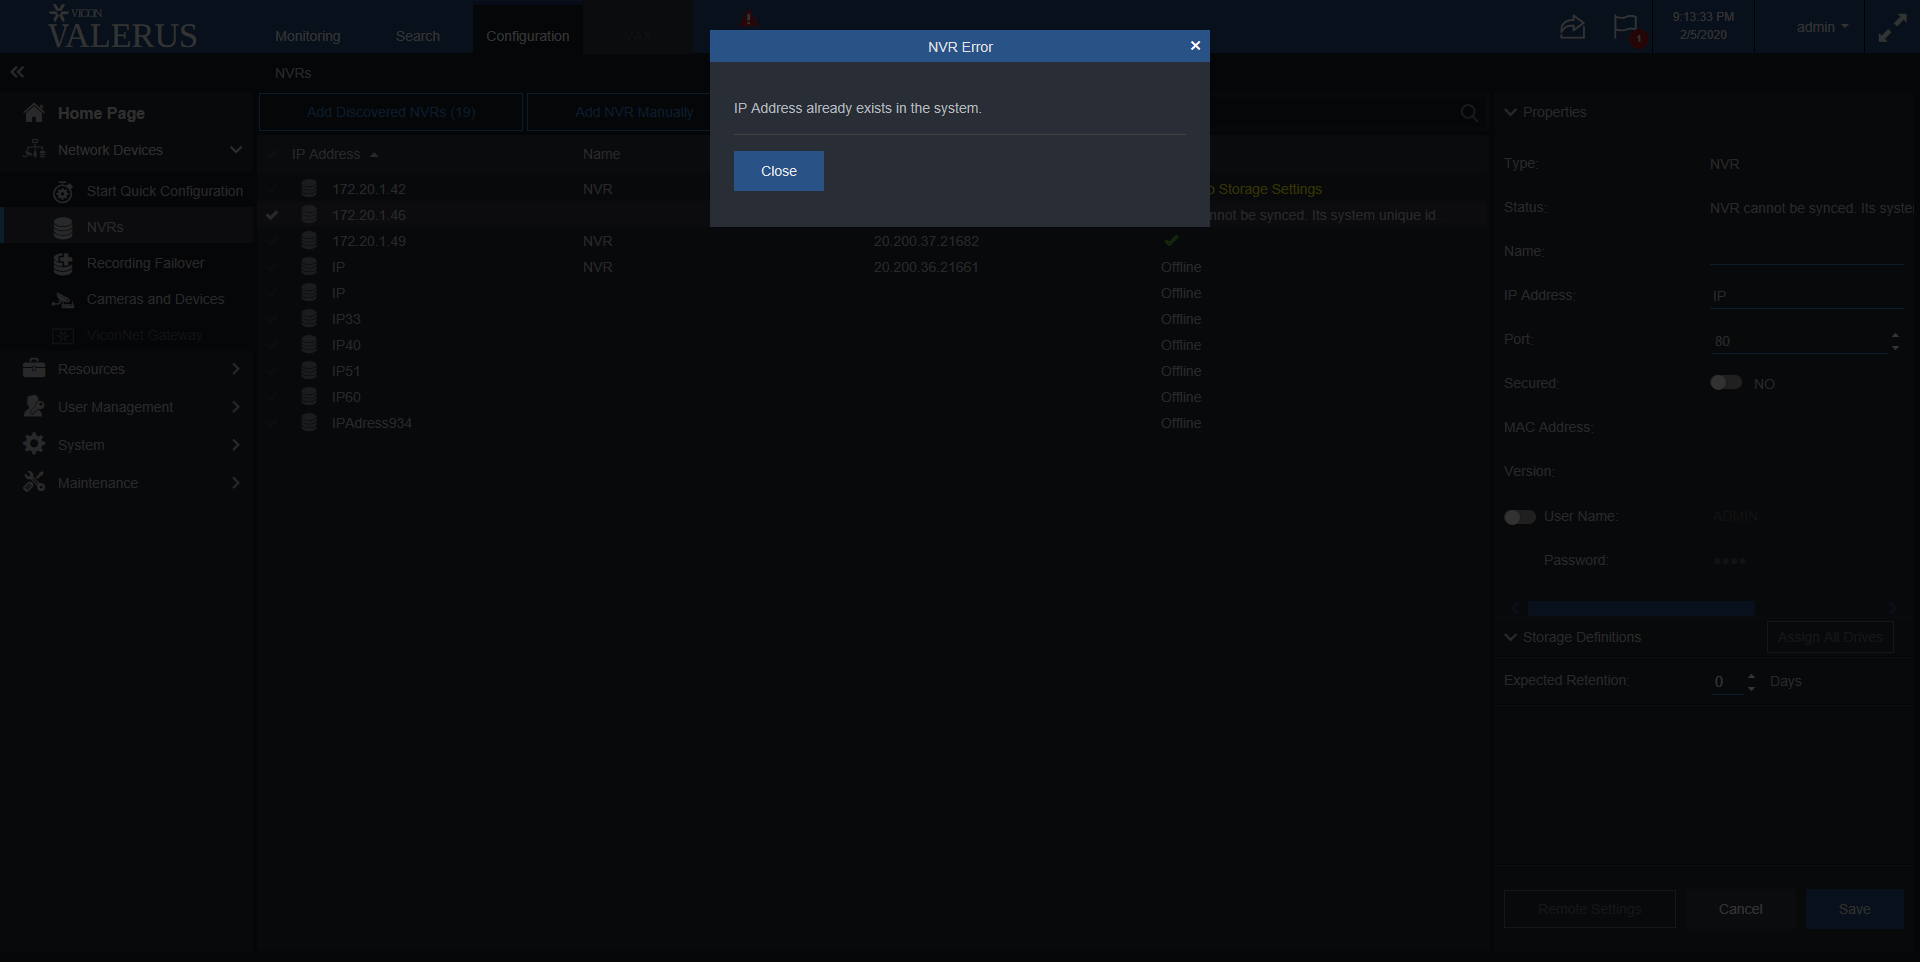 VICON
VALERUS
Monitoring
Search
Configuration
VAX
!
1
9:13:33 PM
2/5/2020
admin
NVR Error
IP Address already exists in the system.
Close
NVRs
Home Page
Network Devices
Start Quick Configuration
NVRs
Recording Failover
Cameras and Devices
ViconNet Gateway
Resources
User Management
System
Maintenance
Add Discovered NVRs (19)
Add NVR Manually
IP Address
Name
172.20.1.42 NVR o Storage Settings
172.20.1.46 nnot be synced. Its system unique id
172.20.1.49 NVR 20.200.37.21682
IP NVR 20.200.36.21661 Offline
IP Offline
IP33 Offline
IP40 Offline
IP51 Offline
IP60 Offline
IPAdress934 Offline
Properties
Type: NVR
Status: NVR cannot be synced. Its syste
Name:
IP Address: IP
Port: 80
Secured: NO
MAC Address:
Version:
User Name: ADMIN
Password: ••••
Storage Definitions
Assign All Drives
Expected Retention: 0 Days
Remote Settings
Cancel
Save